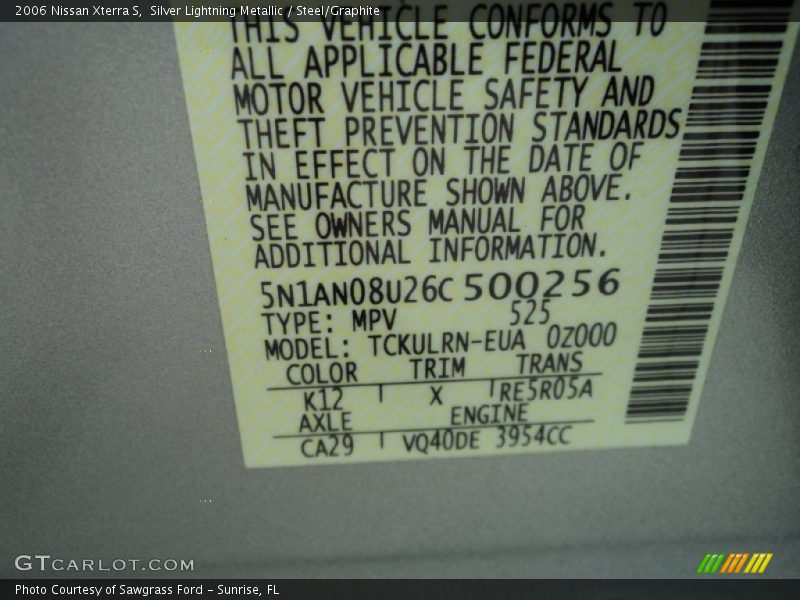 2006 Nissan Xterra S, Silver Lightning Metallic / Steel/Graphite
THIS VEHICLE CONFORMS TO
ALL APPLICABLE FEDERAL
MOTOR VEHICLE SAFETY AND
THEFT PREVENTION STANDARDS
IN EFFECT ON THE DATE OF
MANUFACTURE SHOWN ABOVE.
SEE OWNERS MANUAL FOR
ADDITIONAL INFORMATION.
5N1AN08U26C500256
TYPE: MPV 525
MODEL: TCKULRN-EUA 0Z000
COLOR TRIM TRANS
K12 X RE5R05A
AXLE ENGINE
CA29 VQ40DE 3954CC
GTCARLOT.COM
Photo Courtesy of Sawgrass Ford - Sunrise, FL